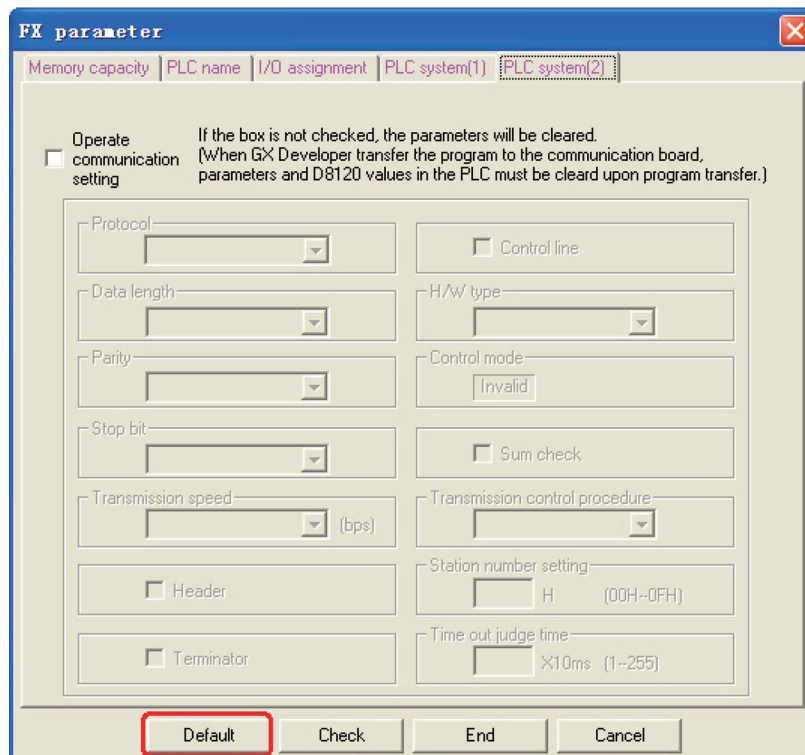 FX parameter
Memory capacity PLC name I/O assignment PLC system(1) PLC system(2)
Operate communication setting
If the box is not checked, the parameters will be cleared.
(When GX Developer transfer the program to the communication board,
parameters and D8120 values in the PLC must be cleard upon program transfer.)
Protocol
Control line
Data length
H/W type
Parity
Control mode
Invalid
Stop bit
Sum check
Transmission speed
(bps)
Transmission control procedure
Header
Station number setting
H (00H--0FH)
Terminator
Time out judge time
X10ms (1--255)
Default Check End Cancel